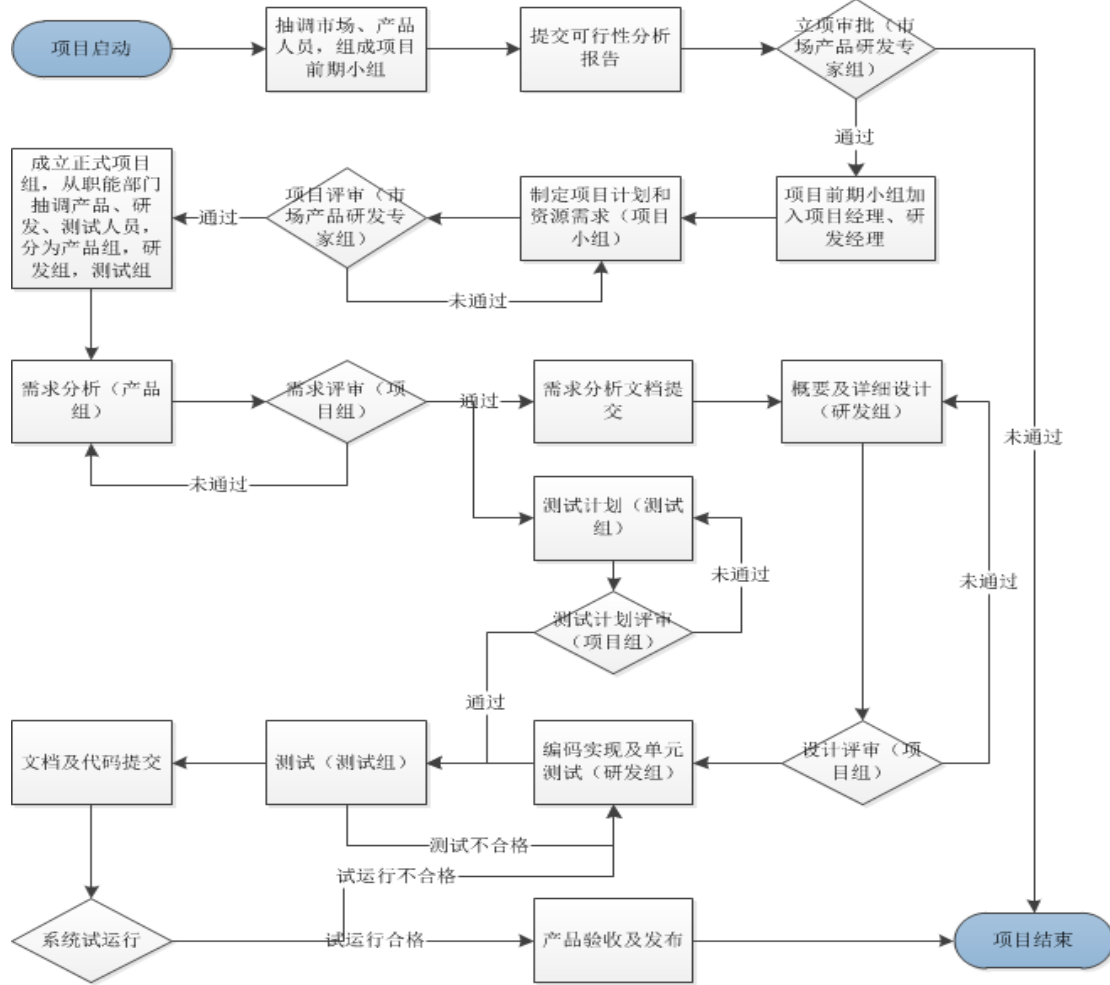 项目启动
抽调市场、产品
人员，组成项目
前期小组
提交可行性分析
报告
立项审批（市
场产品研发专
家组）
通过
成立正式项目
组，从职能部门
抽调产品、研
发、测试人员，
分为产品组，研
发组，测试组
通过
项目评审（市
场产品研发专
家组）
制定项目计划和
资源需求（项目
小组）
项目前期小组加
入项目经理、研
发经理
未通过
需求分析（产品
组）
需求评审（项
目组）
通过
需求分析文档提
交
概要及详细设计
（研发组）
未通过
未通过
测试计划（测试
组）
未通过
未通过
测试计划评审
（项目组）
通过
文档及代码提交
测试（测试组）
编码实现及单元
测试（研发组）
设计评审（项
目组）
测试不合格
试运行不合格
系统试运行
试运行合格
产品验收及发布
项目结束